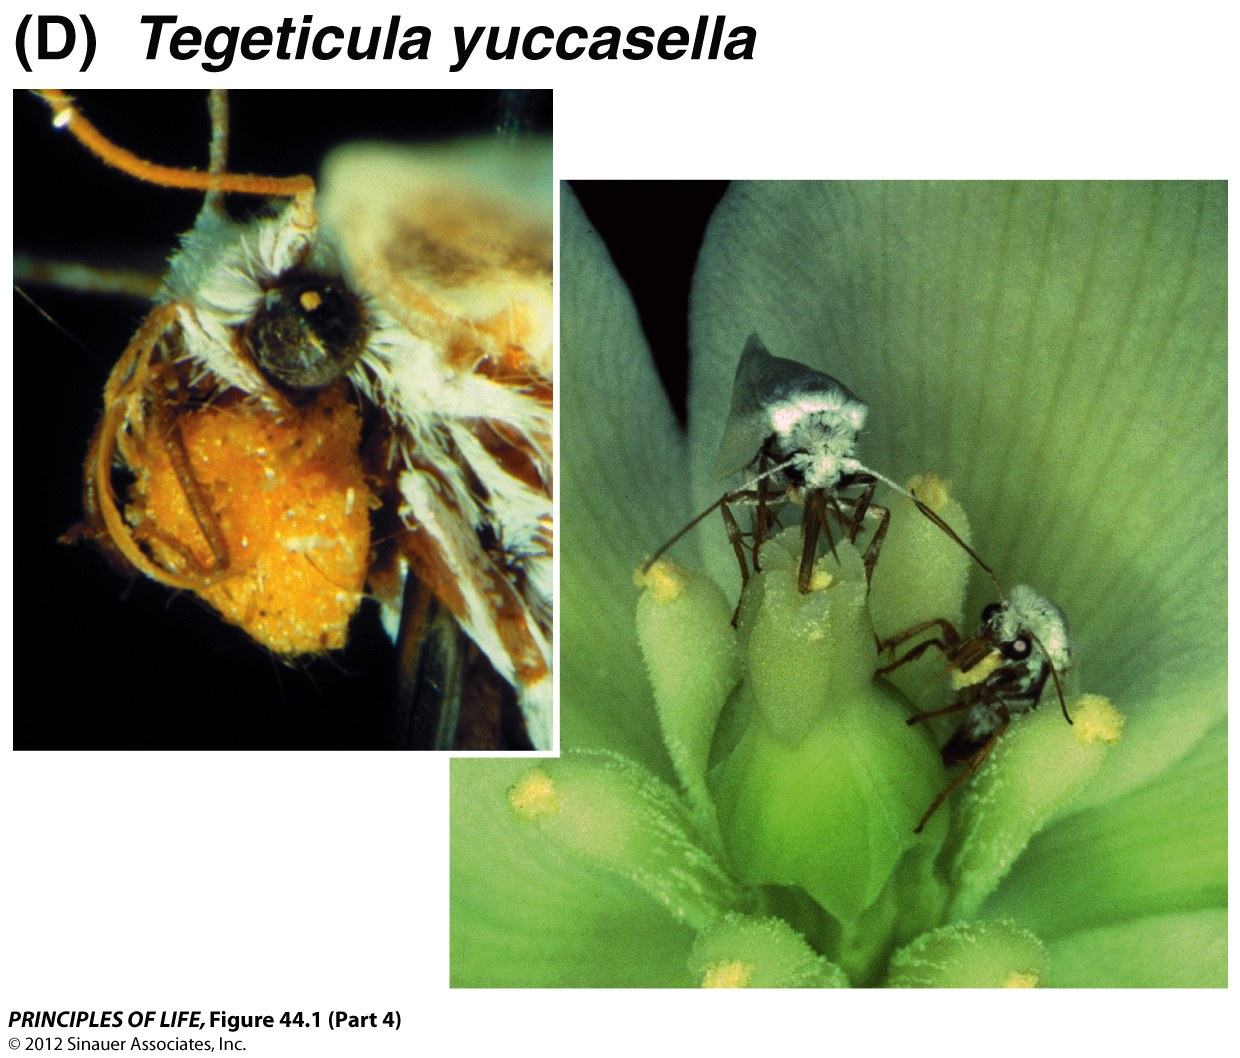 (D) Tegeticula yuccasella
PRINCIPLES OF LIFE, Figure 44.1 (Part 4)
© 2012 Sinauer Associates, Inc.